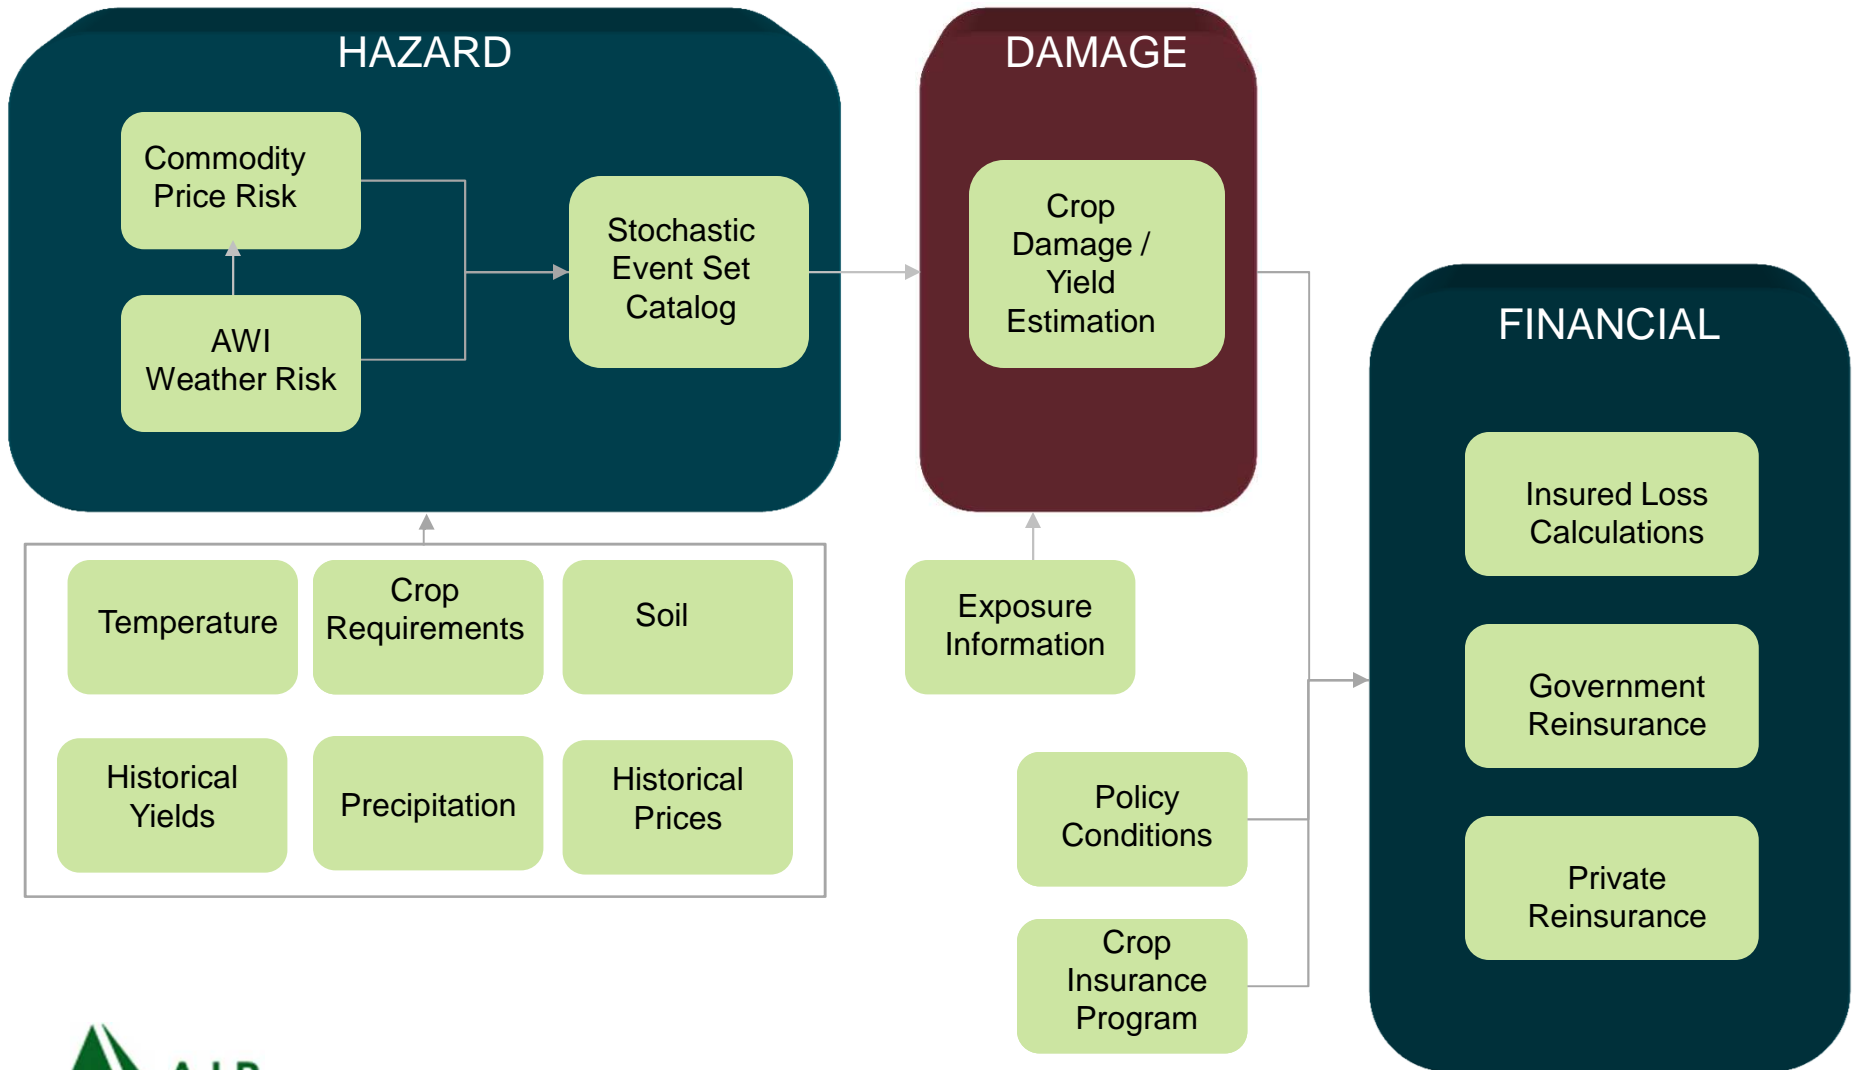 HAZARD
Commodity
Price Risk
AWI
Weather Risk
Stochastic
Event Set
Catalog
DAMAGE
Crop
Damage /
Yield
Estimation
FINANCIAL
Insured Loss
Calculations
Government
Reinsurance
Private
Reinsurance
Temperature
Crop
Requirements
Soil
Historical
Yields
Precipitation
Historical
Prices
Exposure
Information
Policy
Conditions
Crop
Insurance
Program